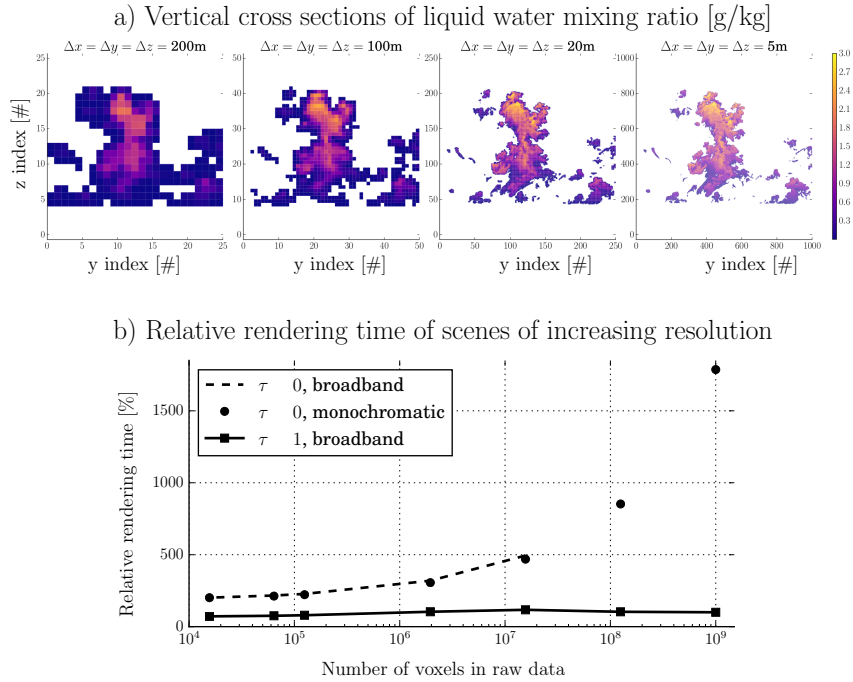 a) Vertical cross sections of liquid water mixing ratio [g/kg]
Δx = Δy = Δz = 200m
Δx = Δy = Δz = 100m
Δx = Δy = Δz = 20m
Δx = Δy = Δz = 5m
z index [#]
25
20
15
10
5
0
0 5 10 15 20 25
y index [#]
50
40
30
20
10
0
0 10 20 30 40 50
y index [#]
250
200
150
100
50
0
0 50 100 150 200 250
y index [#]
1000
800
600
400
200
0
0 200 400 600 800 1000
y index [#]
3.0
2.7
2.4
2.1
1.8
1.5
1.2
0.9
0.6
0.3
b) Relative rendering time of scenes of increasing resolution
Relative rendering time [%]
1500
1000
500
0
τ 0, broadband
τ 0, monochromatic
τ 1, broadband
10⁴ 10⁵ 10⁶ 10⁷ 10⁸ 10⁹
Number of voxels in raw data